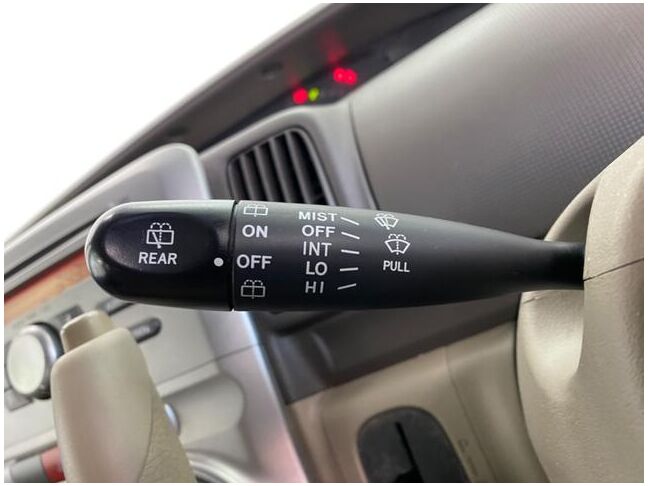 REAR
ON
OFF
MIST
OFF
INT
LO
HI
PULL